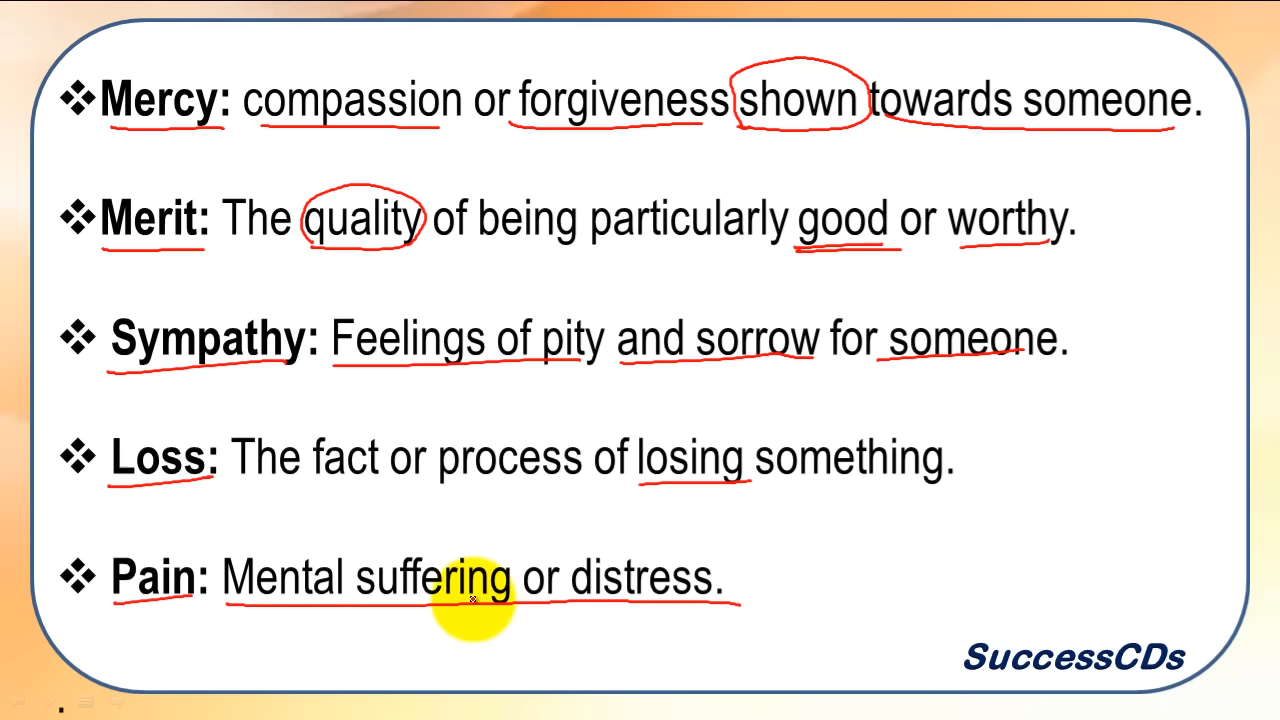 ❖Mercy: compassion or forgiveness shown towards someone.
❖Merit: The quality of being particularly good or worthy.
❖ Sympathy: Feelings of pity and sorrow for someone.
❖ Loss: The fact or process of losing something.
❖ Pain: Mental suffering or distress.
SuccessCDs
.